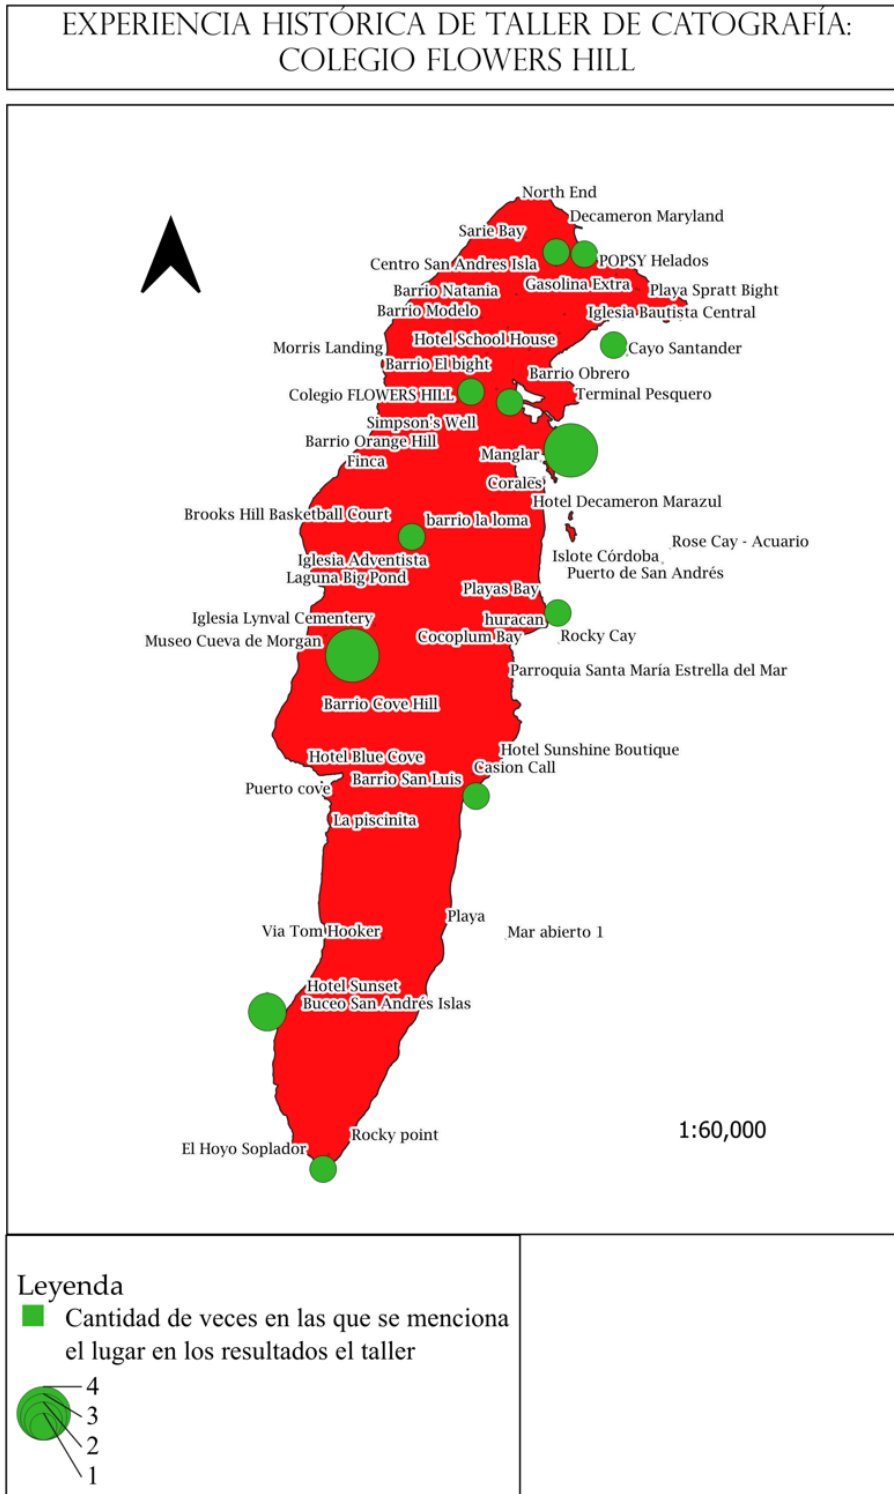 EXPERIENCIA HISTÓRICA DE TALLER DE CATOGRAFÍA:
COLEGIO FLOWERS HILL
North End
Decameron Maryland
Sarie Bay
Centro San Andres Isla
POPSY Helados
Gasolina Extra
Barrio Natania
Playa Spratt Bight
Barrio Modelo
Iglesia Bautista Central
Hotel School House
Morris Landing
Cayo Santander
Barrio El bight
Barrio Obrero
Colegio FLOWERS HILL
Terminal Pesquero
Simpson's Well
Barrio Orange Hill
Finca
Manglar
Corales
Hotel Decameron Marazul
Brooks Hill Basketball Court
barrio la loma
Rose Cay - Acuario
Iglesia Adventista
Islote Córdoba
Laguna Big Pond
Puerto de San Andrés
Playas Bay
Iglesia Lynval Cementery
huracan
Museo Cueva de Morgan
Cocoplum Bay
Rocky Cay
Parroquia Santa María Estrella del Mar
Barrio Cove Hill
Hotel Sunshine Boutique
Hotel Blue Cove
Casion Call
Barrio San Luis
Puerto cove
La piscinita
Playa
Via Tom Hooker
Mar abierto 1
Hotel Sunset
Buceo San Andrés Islas
Rocky point
1:60,000
El Hoyo Soplador
Leyenda
Cantidad de veces en las que se menciona
el lugar en los resultados el taller
4
3
2
1